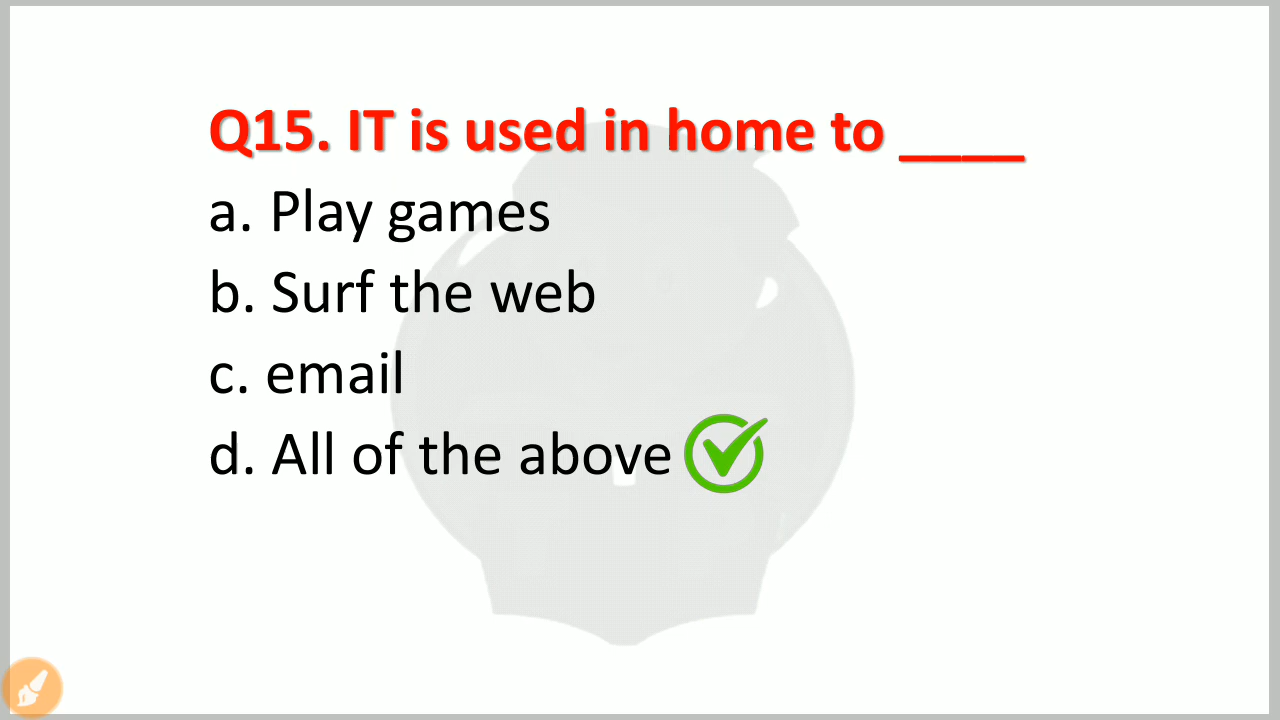 Q15. IT is used in home to ____
a. Play games
b. Surf the web
c. email
d. All of the above